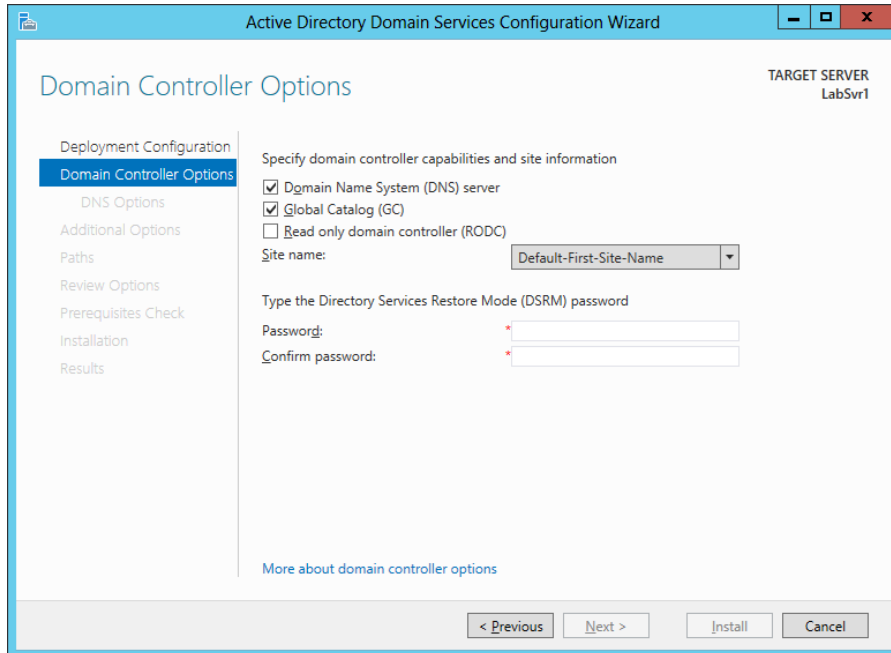 Active Directory Domain Services Configuration Wizard
Domain Controller Options
TARGET SERVER
LabSvr1
Deployment Configuration
Domain Controller Options
DNS Options
Additional Options
Paths
Review Options
Prerequisites Check
Installation
Results
Specify domain controller capabilities and site information
Domain Name System (DNS) server
Global Catalog (GC)
Read only domain controller (RODC)
Site name: Default-First-Site-Name
Type the Directory Services Restore Mode (DSRM) password
Password: *
Confirm password: *
More about domain controller options
< Previous Next > Install Cancel